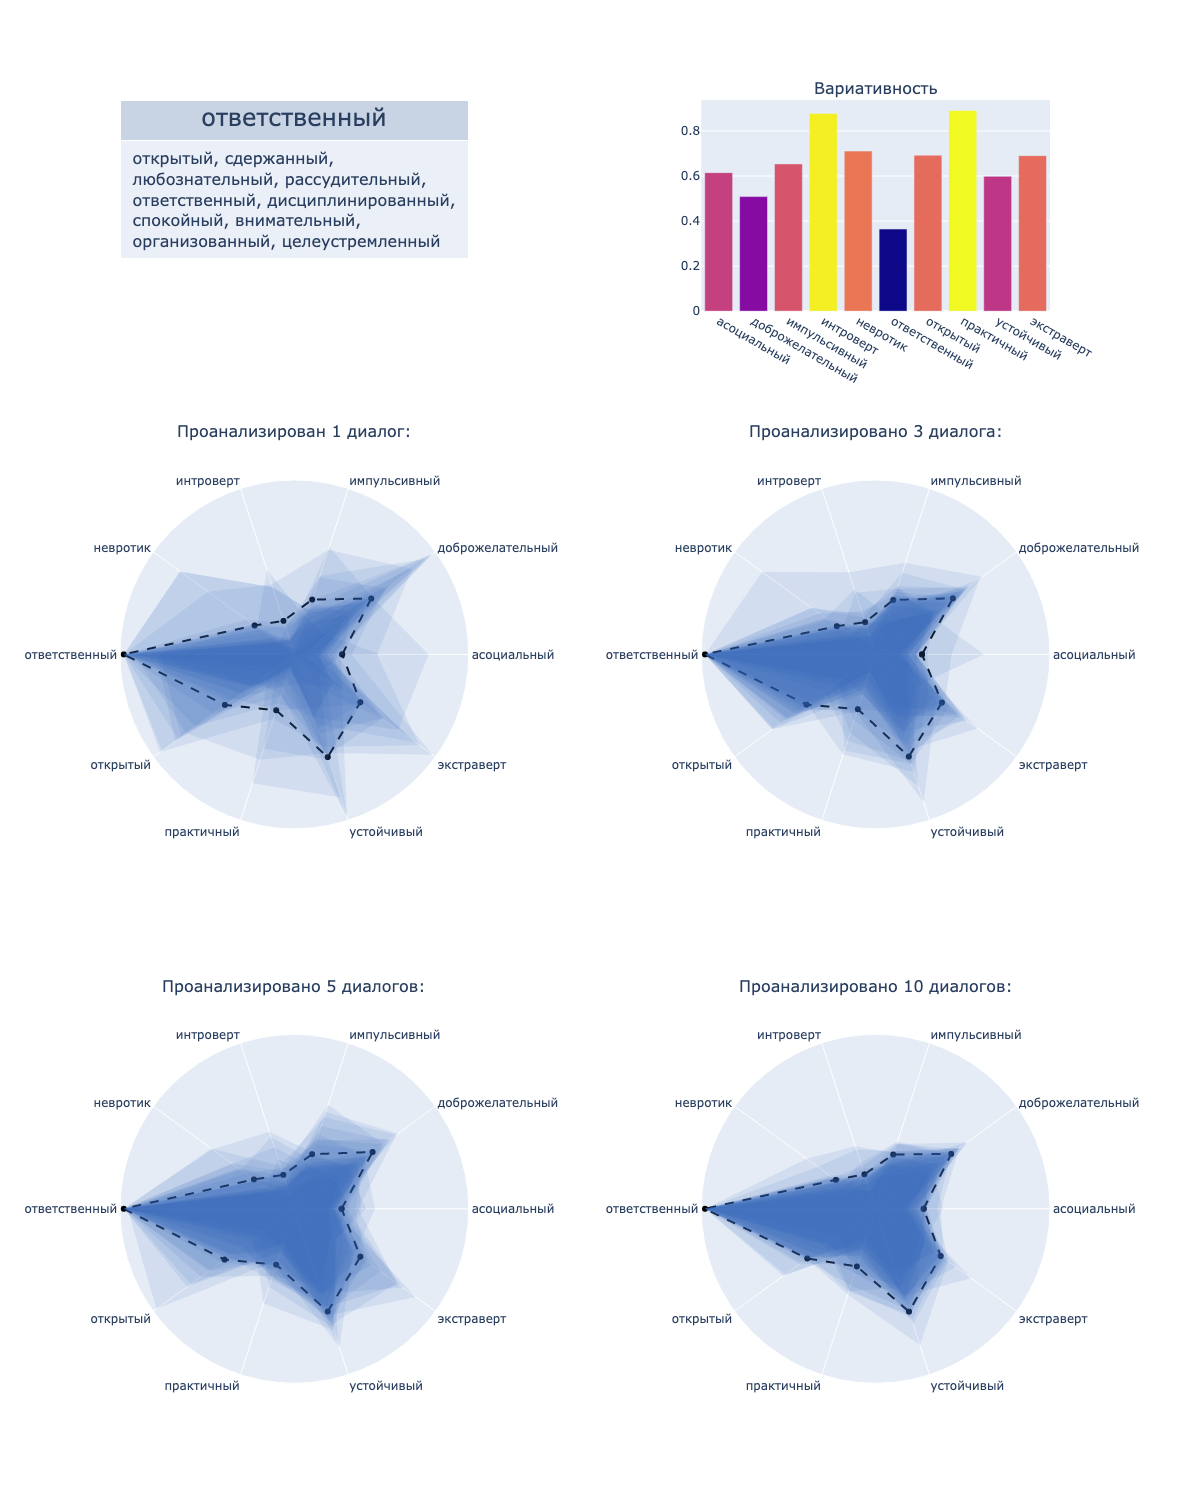 ответственный
открытый, сдержанный,
любознательный, рассудительный,
ответственный, дисциплинированный,
спокойный, внимательный,
организованный, целеустремленный
Вариативность
0.8
0.6
0.4
0.2
0
асоциальный
доброжелательный
импульсивный
интроверт
невротик
ответственный
открытый
практичный
устойчивый
экстраверт
Проанализирован 1 диалог:
интроверт
импульсивный
невротик
доброжелательный
ответственный
асоциальный
открытый
экстраверт
практичный
устойчивый
Проанализировано 3 диалога:
интроверт
импульсивный
невротик
доброжелательный
ответственный
асоциальный
открытый
экстраверт
практичный
устойчивый
Проанализировано 5 диалогов:
интроверт
импульсивный
невротик
доброжелательный
ответственный
асоциальный
открытый
экстраверт
практичный
устойчивый
Проанализировано 10 диалогов:
интроверт
импульсивный
невротик
доброжелательный
ответственный
асоциальный
открытый
экстраверт
практичный
устойчивый